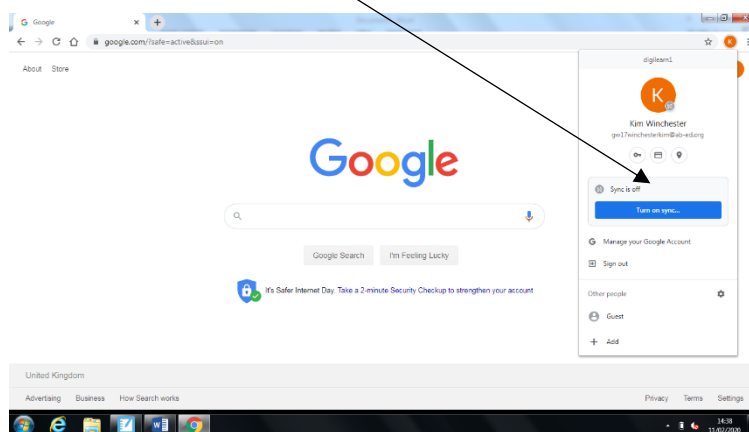 Google
google.com/?safe=active&ssui=on
About Store
Google
Google Search I'm Feeling Lucky
It's Safer Internet Day. Take a 2-minute Security Checkup to strengthen your account
United Kingdom
Advertising Business How Search works
Privacy Terms Settings
K
digilearn1
K
Kim Winchester
gw17winchesterkim@ab-ed.org
Sync is off
Turn on sync...
G Manage your Google Account
Sign out
Other people
Guest
+ Add
14:38
11/02/2020